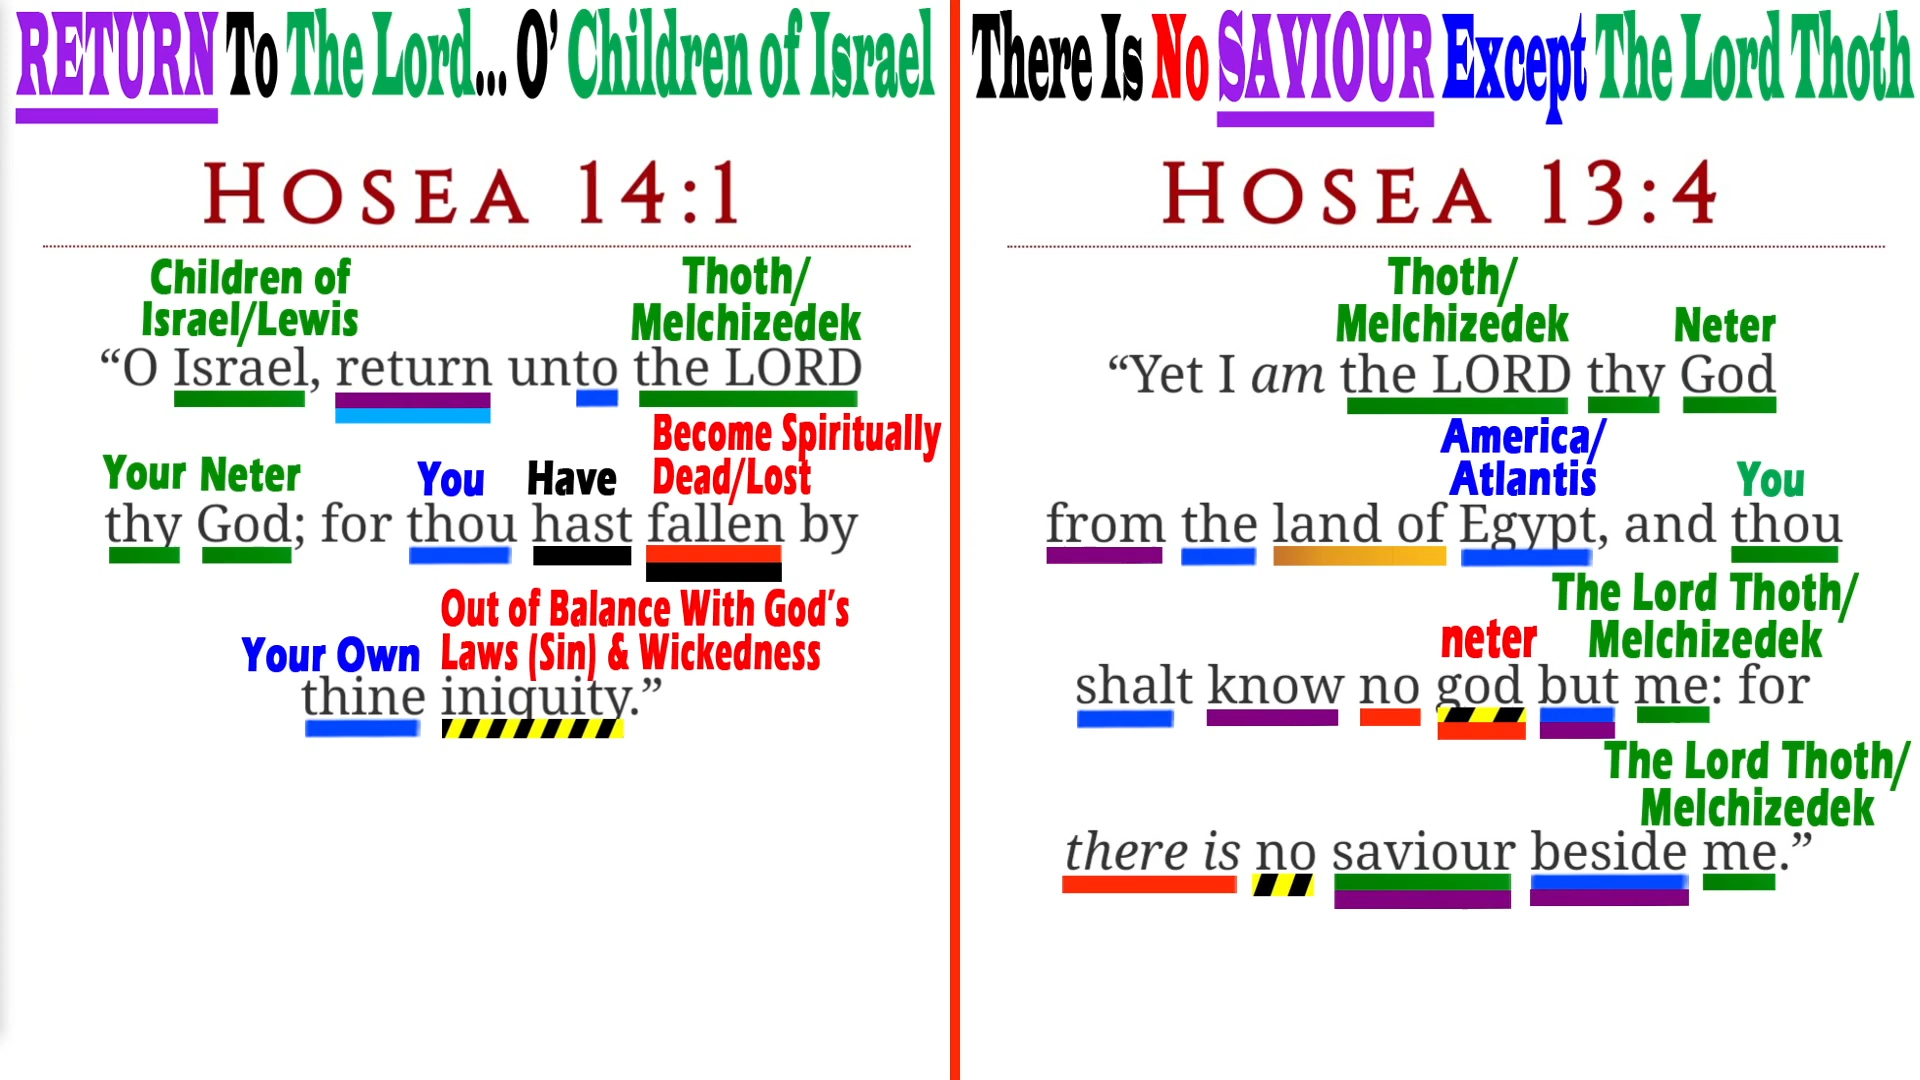 RETURN To The Lord... O' Children of Israel
HOSEA 14:1
Children of
Israel/Lewis
Thoth/
Melchizedek
“O Israel, return unto the LORD
Become Spiritually
Dead/Lost
Your Neter You Have
thy God; for thou hast fallen by
Out of Balance With God's
Laws (Sin) & Wickedness
Your Own
thine iniquity.”
There Is No SAVIOUR Except The Lord Thoth
HOSEA 13:4
Thoth/
Melchizedek
Neter
“Yet I am the LORD thy God
America/
Atlantis
You
from the land of Egypt, and thou
The Lord Thoth/
Melchizedek
neter
shalt know no god but me: for
The Lord Thoth/
Melchizedek
there is no saviour beside me.”